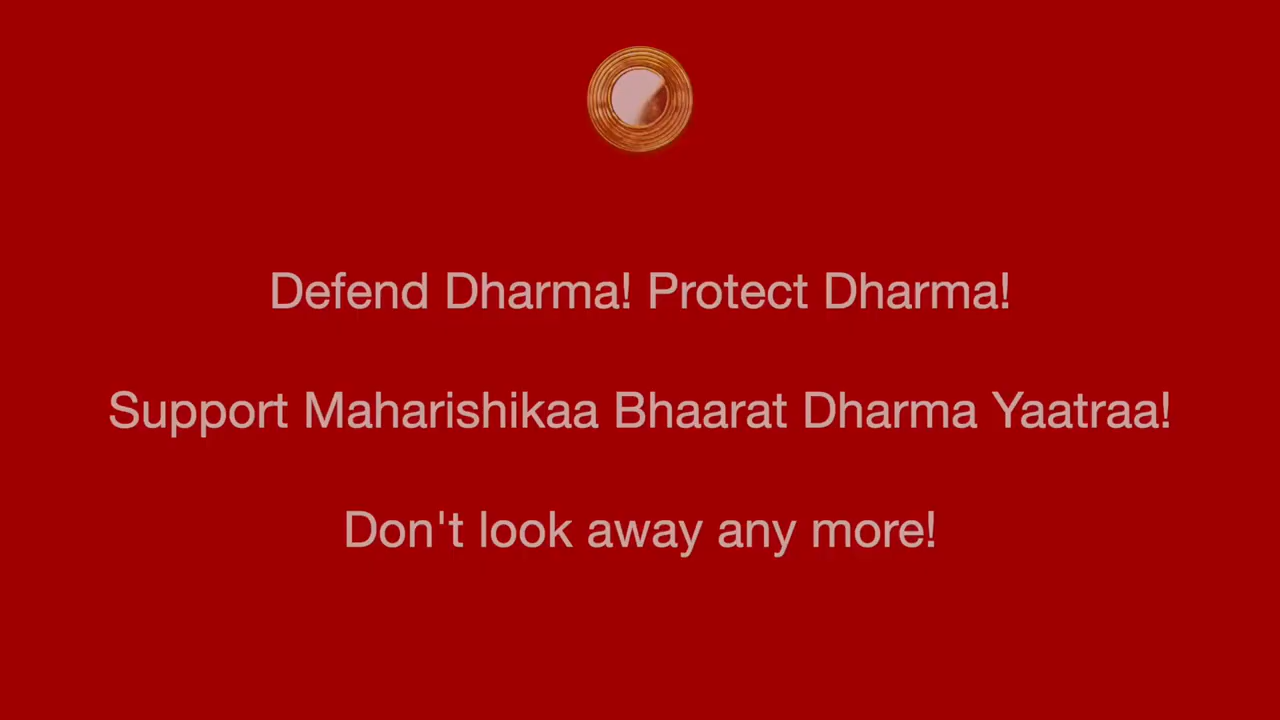 Defend Dharma! Protect Dharma!
Support Maharishikaa Bhaarat Dharma Yaatraa!
Don't look away any more!